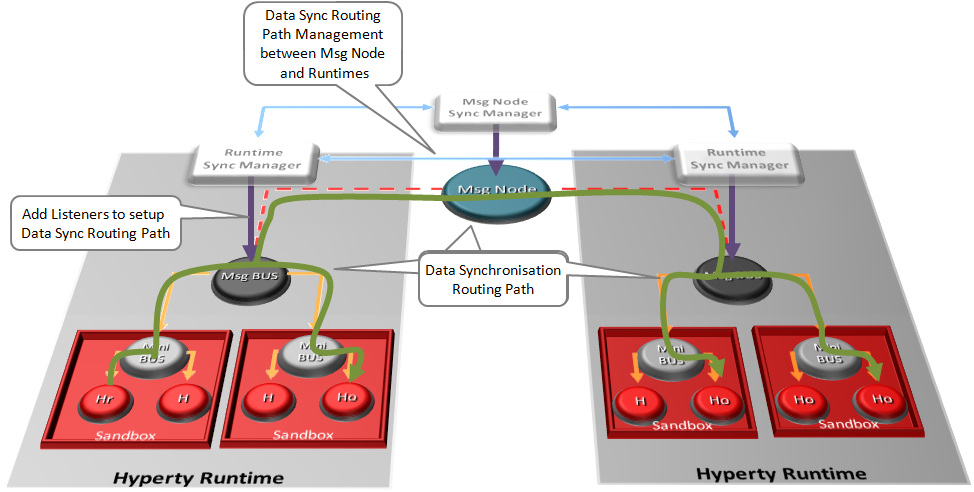 Data Sync Routing
Path Management
between Msg Node
and Runtimes
Msg Node
Sync Manager
Runtime
Sync Manager
Runtime
Sync Manager
Msg Node
Add Listeners to setup
Data Sync Routing Path
Msg BUS
Data Synchronisation
Routing Path
Mini
BUS
Mini
BUS
Mini
BUS
Mini
BUS
Hr
H
H
Ho
H
Ho
Ho
Ho
Sandbox
Sandbox
Sandbox
Sandbox
Hyperty Runtime
Hyperty Runtime